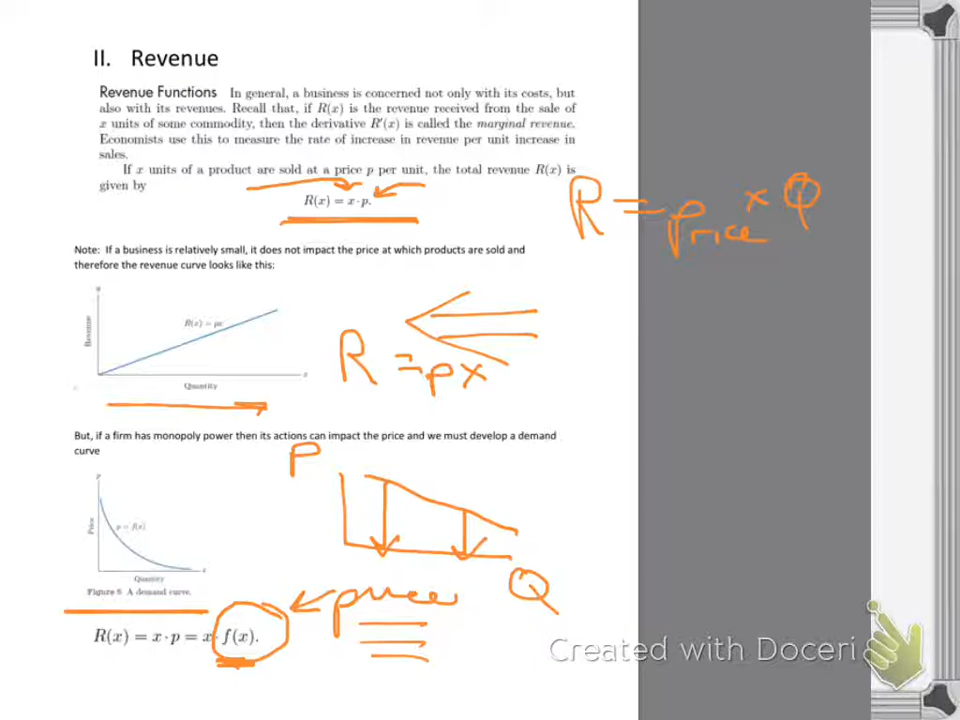 II. Revenue
Revenue Functions In general, a business is concerned not only with its costs, but
also with its revenues. Recall that, if R(x) is the revenue received from the sale of
x units of some commodity, then the derivative R′(x) is called the marginal revenue.
Economists use this to measure the rate of increase in revenue per unit increase in
sales.
If x units of a product are sold at a price p per unit, the total revenue R(x) is
given by
R(x) = x · p.
R = price × Q
Note: If a business is relatively small, it does not impact the price at which products are sold and
therefore the revenue curve looks like this:
Revenue
R(x) = px
Quantity
R = px
But, if a firm has monopoly power then its actions can impact the price and we must develop a demand
curve
P
Q
p
Price
p = f(x)
x
Quantity
Figure 6 A demand curve.
price
R(x) = x · p = x · f(x).
Created with Doceri